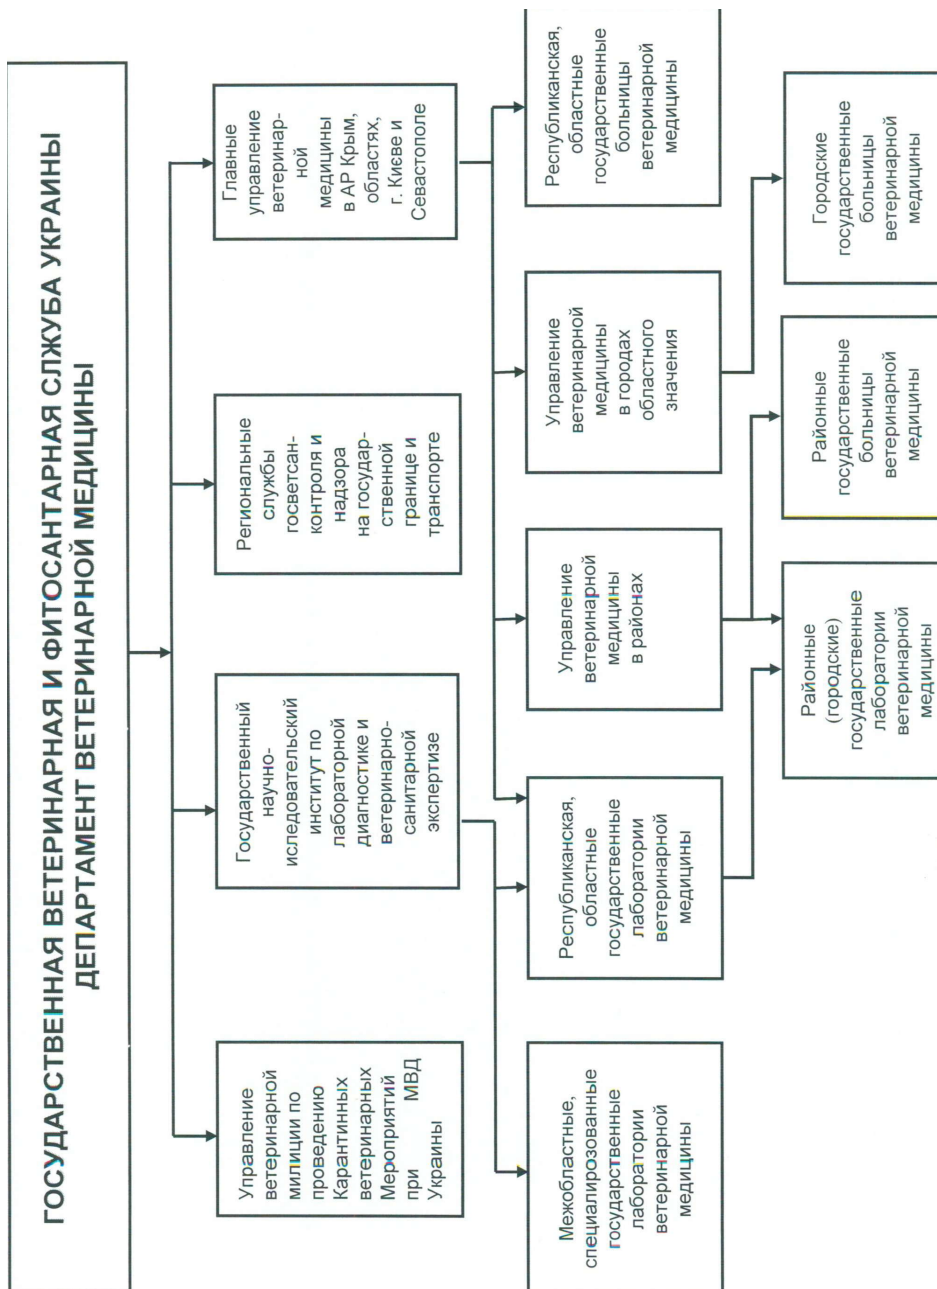 ГОСУДАРСТВЕННАЯ ВЕТЕРИНАРНАЯ И ФИТОСАНТАРНАЯ СЛЖУБА УКРАИНЫ
ДЕПАРТАМЕНТ ВЕТЕРИНАРНОЙ МЕДИЦИНЫ
Управление
ветеринарной
милиции по
проведению
Карантинных
ветеринарных
Мероприятий
при МВД
Украины
Государственный
научно-
иследовательский
институт по
лабораторной
диагностике и
ветеринарно-
санитарной
экспертизе
Региональные
службы
госветсан-
контроля и
надзора
на государ-
ственной
границе и
транспорте
Главные
управление
ветеринар-
ной
медицины
в АР Крым,
областях,
г. Києве и
Севастополе
Межобластные,
специалирозованные
государственные
лаборатории
ветеринарной
медицины
Республиканская,
областные
государственные
лаборатории
ветеринарной
медицины
Управление
ветеринарной
медицины
в районах
Управление
ветеринарной
медицины
в городах
областного
значения
Республиканская,
областные
государственные
больницы
ветеринарной
медицины
Районные
(городские)
государственные
лаборатории
ветеринарной
медицины
Районные
государственные
больницы
ветеринарной
медицины
Городские
государственные
больницы
ветеринарной
медицины